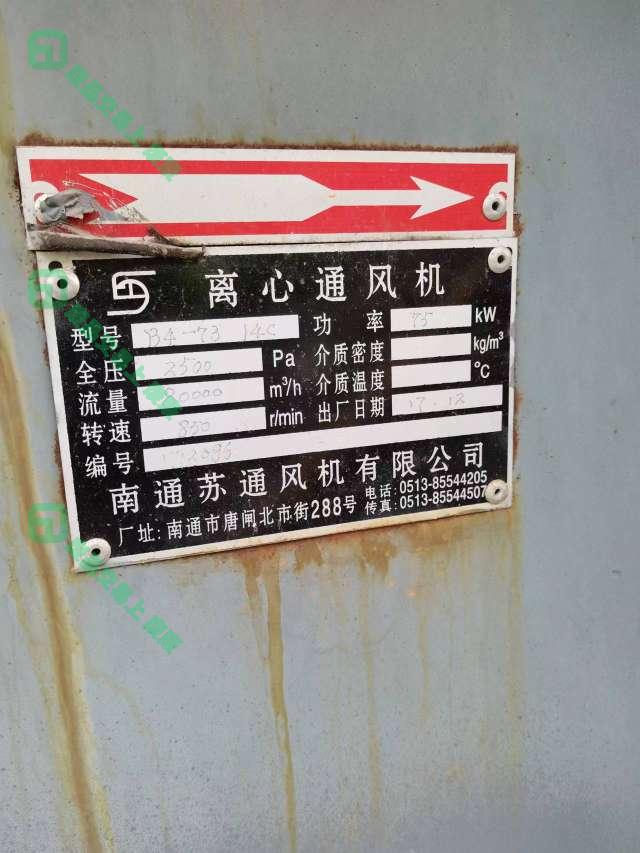 离心通风机
型号 B4-73 14C 功率 75 kW
全压 2500 Pa 介质密度 kg/m³
流量 m³/h 介质温度 °C
转速 850 r/min 出厂日期 17.12
编号
南通苏通风机有限公司
厂址:南通市唐闸北市街288号 电话:0513-85544205
传真:0513-85544507